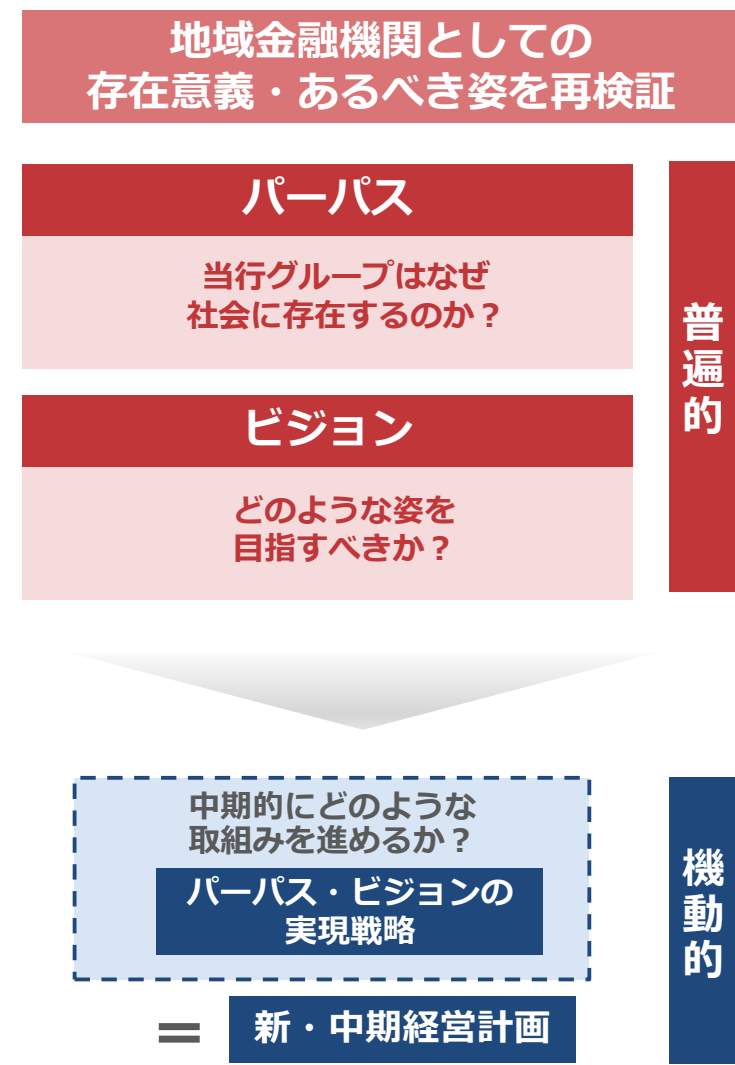 地域金融機関としての
存在意義・あるべき姿を再検証
パーパス
当行グループはなぜ
社会に存在するのか？
ビジョン
どのような姿を
目指すべきか？
普遍的
中期的にどのような
取組みを進めるか？
パーパス・ビジョンの
実現戦略
＝ 新・中期経営計画
機動的